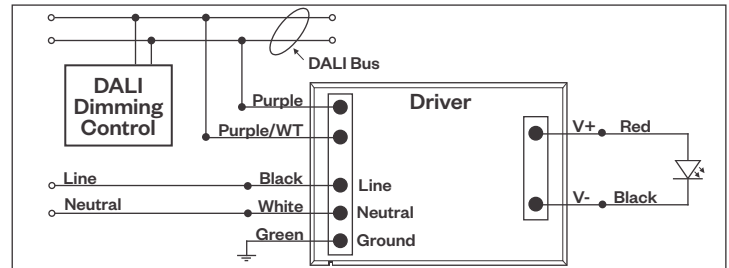 DALI Bus
DALI
Dimming
Control
Driver
Purple
Purple/WT
Line
Black
Line
Neutral
White
Neutral
Green
Ground
V+
Red
V-
Black